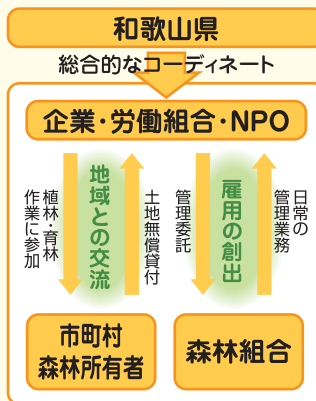 和歌山県
総合的なコーディネート
企業・労働組合・NPO
植林・育林
作業に参加
地域との交流
土地無償貸付
管理委託
雇用の創出
日常の
管理業務
市町村
森林所有者
森林組合